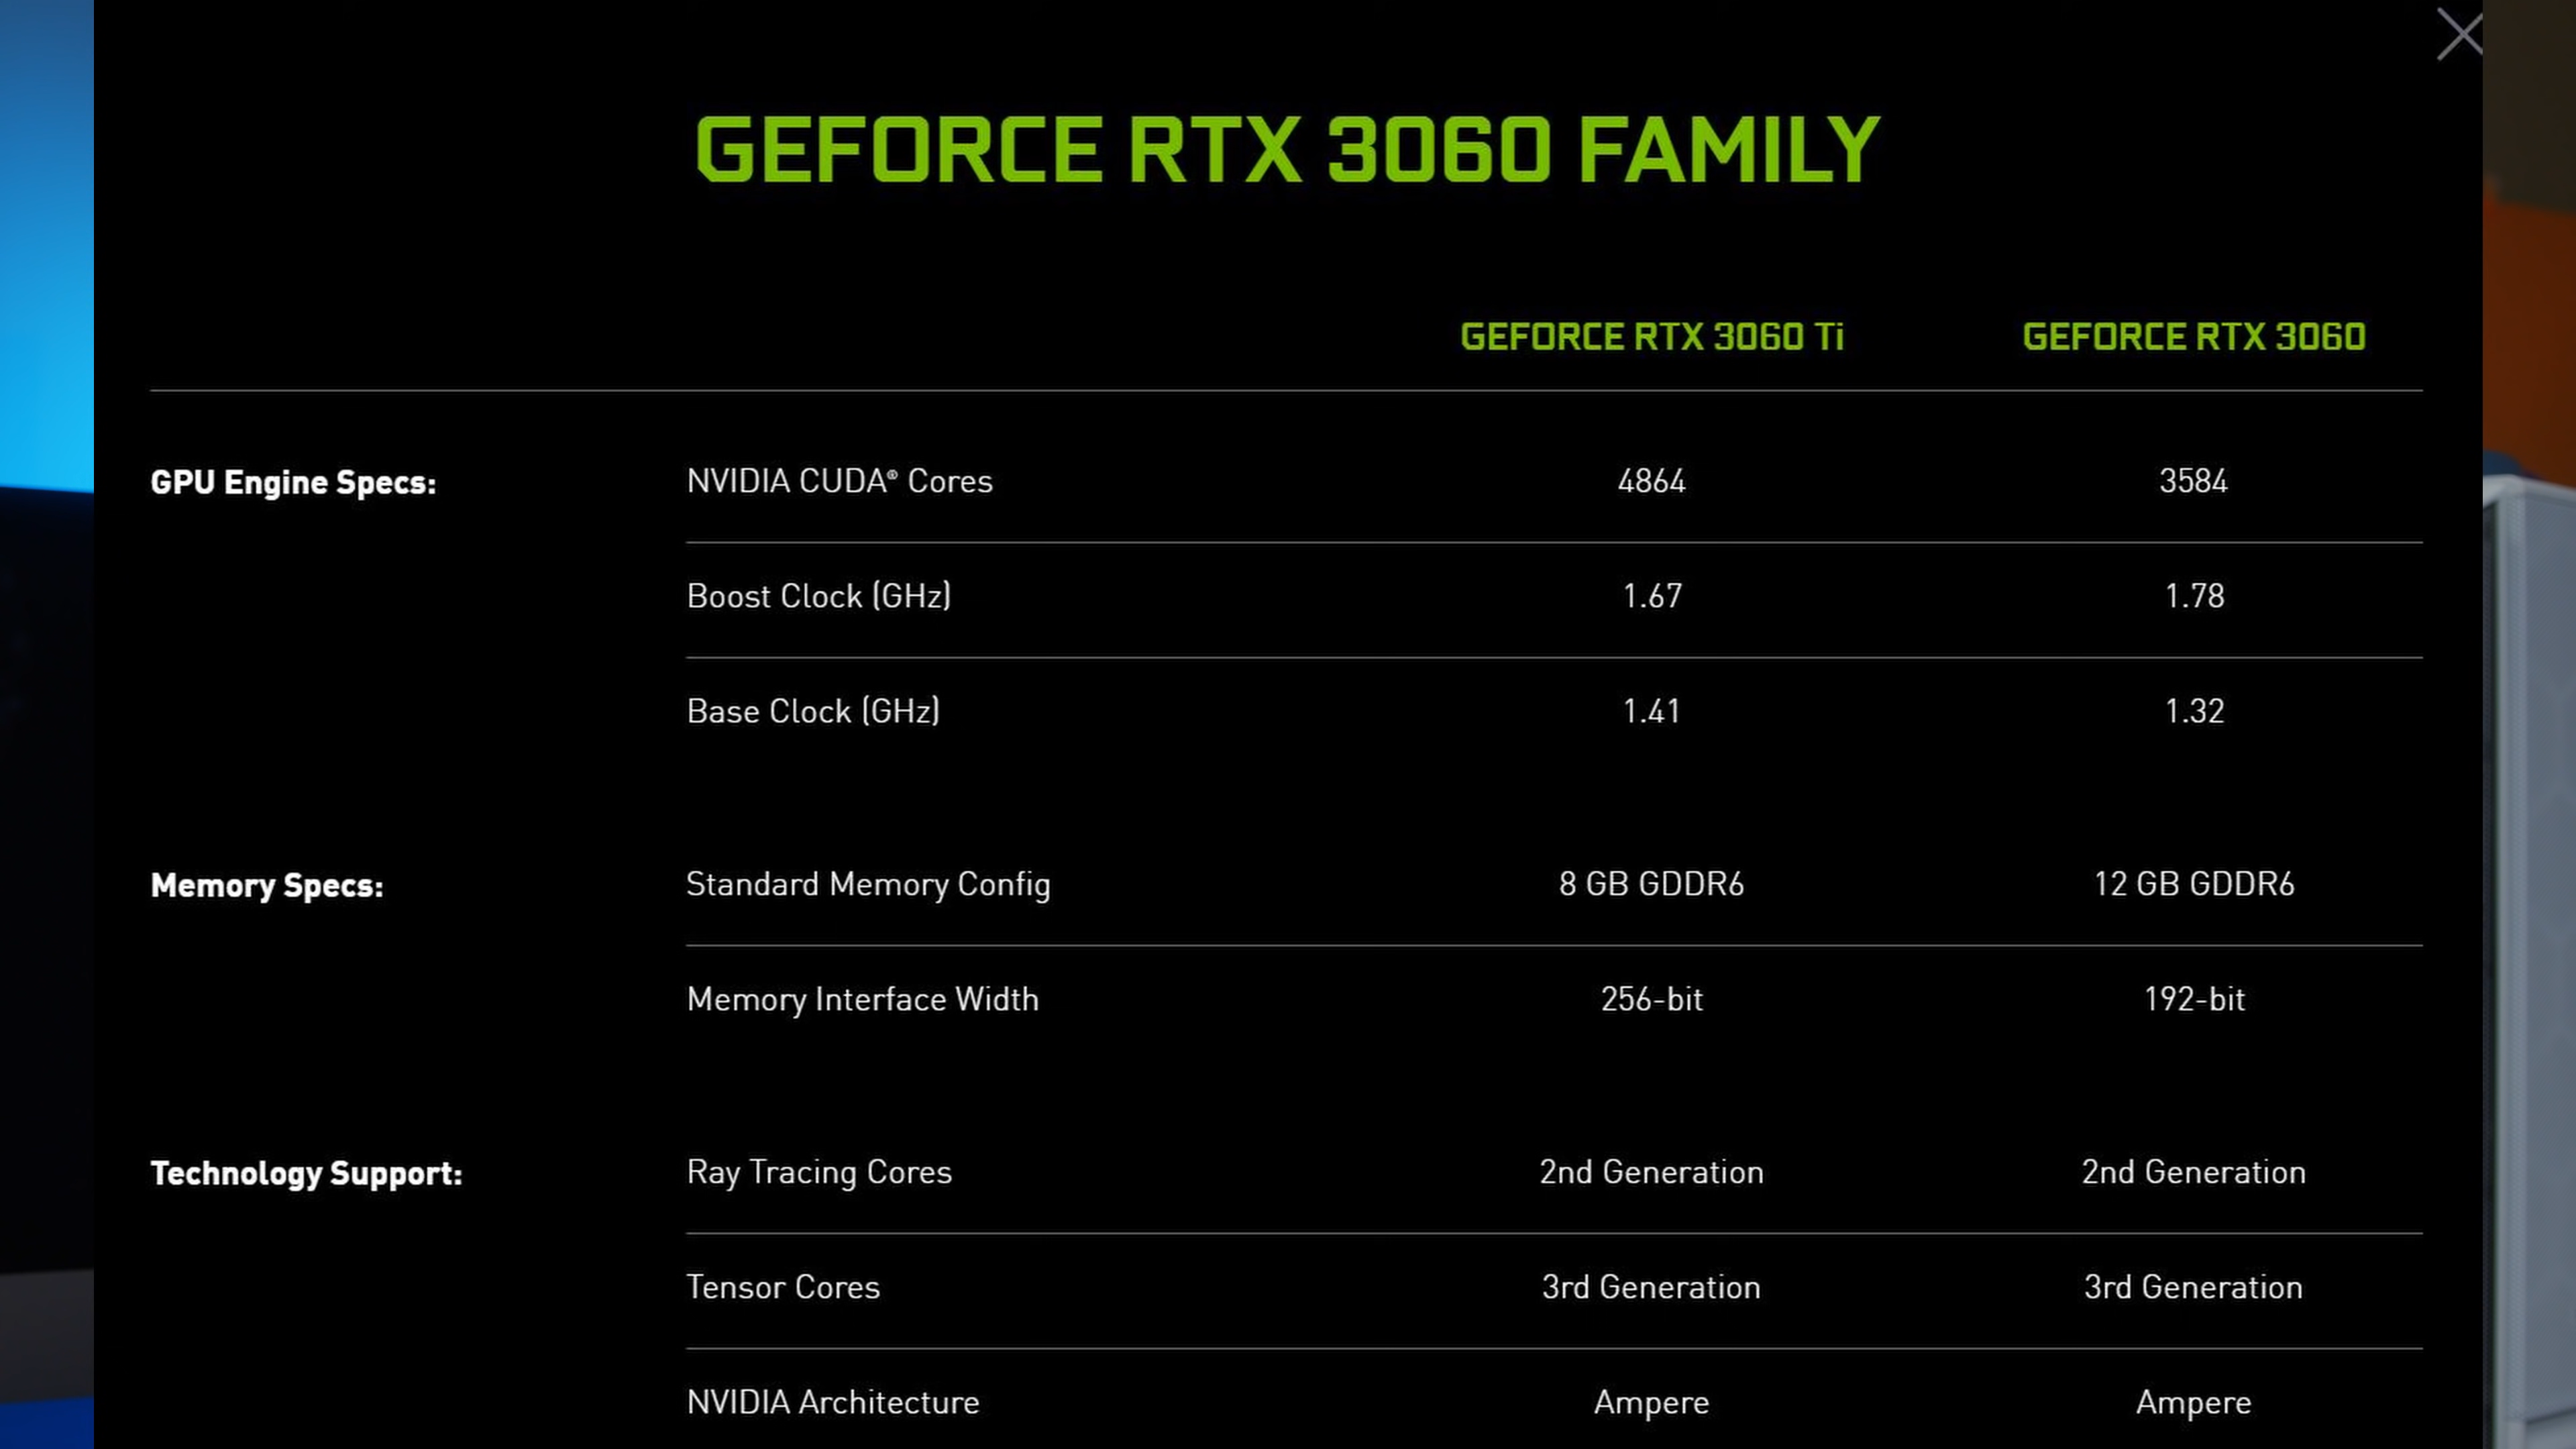 GEFORCE RTX 3060 FAMILY
GEFORCE RTX 3060 Ti GEFORCE RTX 3060
GPU Engine Specs: NVIDIA CUDA® Cores 4864 3584
Boost Clock (GHz) 1.67 1.78
Base Clock (GHz) 1.41 1.32
Memory Specs: Standard Memory Config 8 GB GDDR6 12 GB GDDR6
Memory Interface Width 256-bit 192-bit
Technology Support: Ray Tracing Cores 2nd Generation 2nd Generation
Tensor Cores 3rd Generation 3rd Generation
NVIDIA Architecture Ampere Ampere